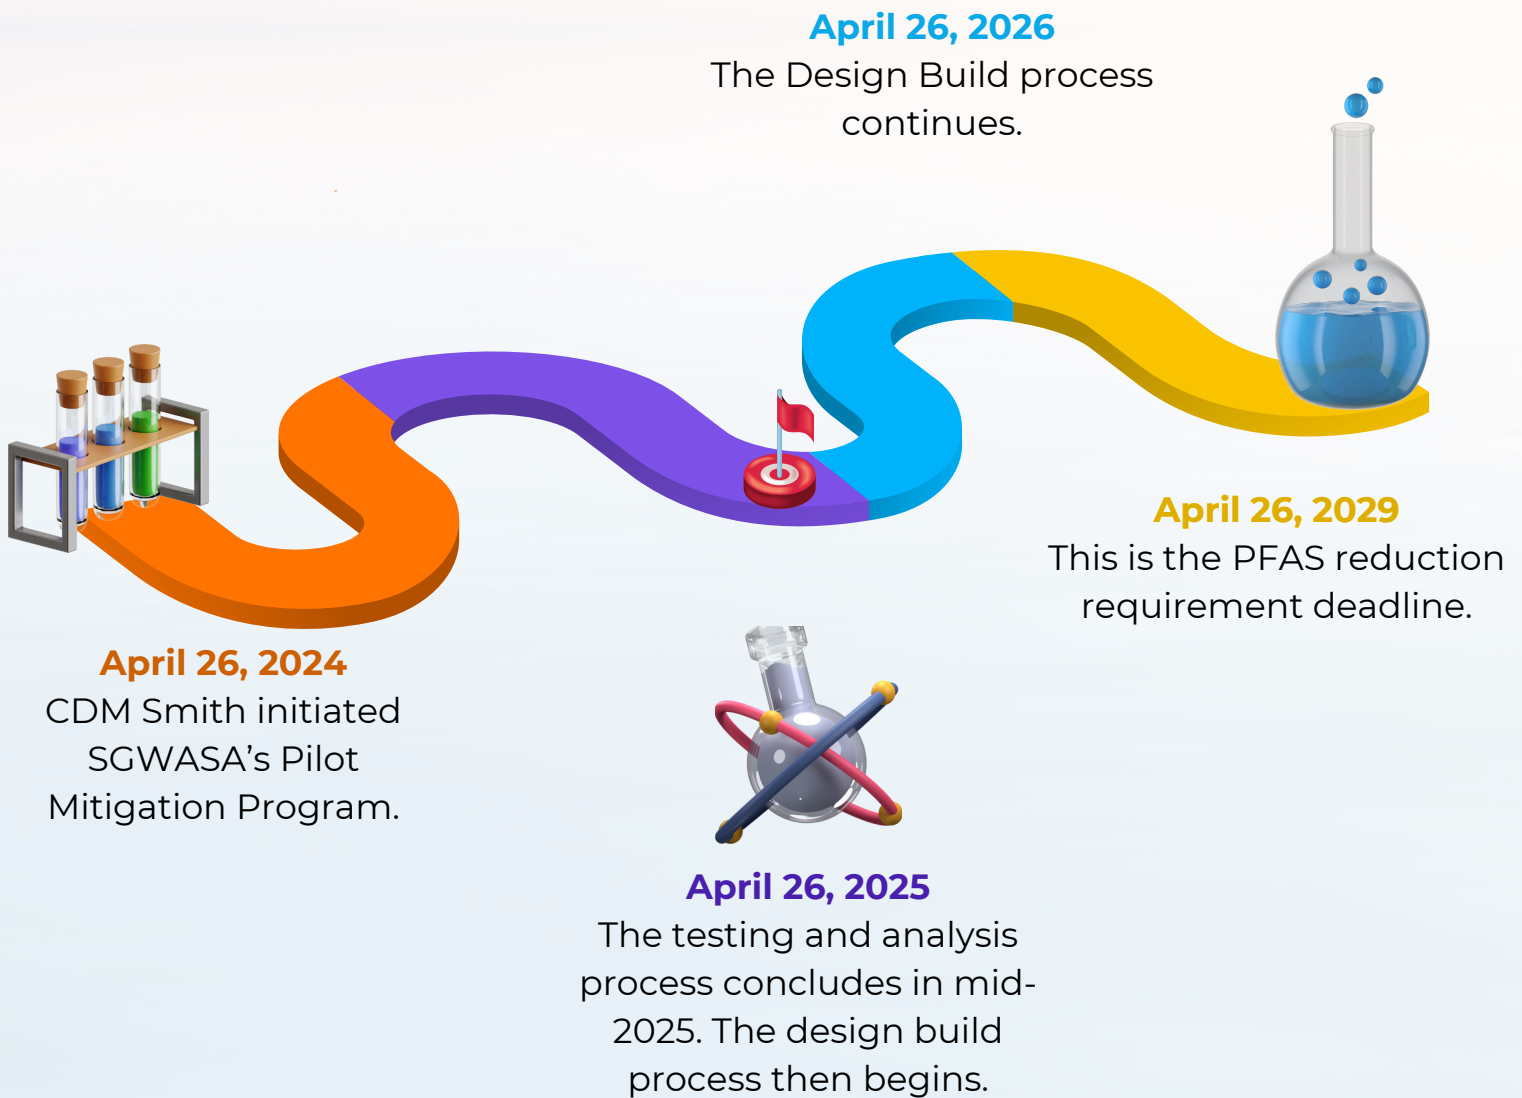 April 26, 2026
The Design Build process
continues.
April 26, 2029
This is the PFAS reduction
requirement deadline.
April 26, 2024
CDM Smith initiated
SGWASA’s Pilot
Mitigation Program.
April 26, 2025
The testing and analysis
process concludes in mid-
2025. The design build
process then begins.